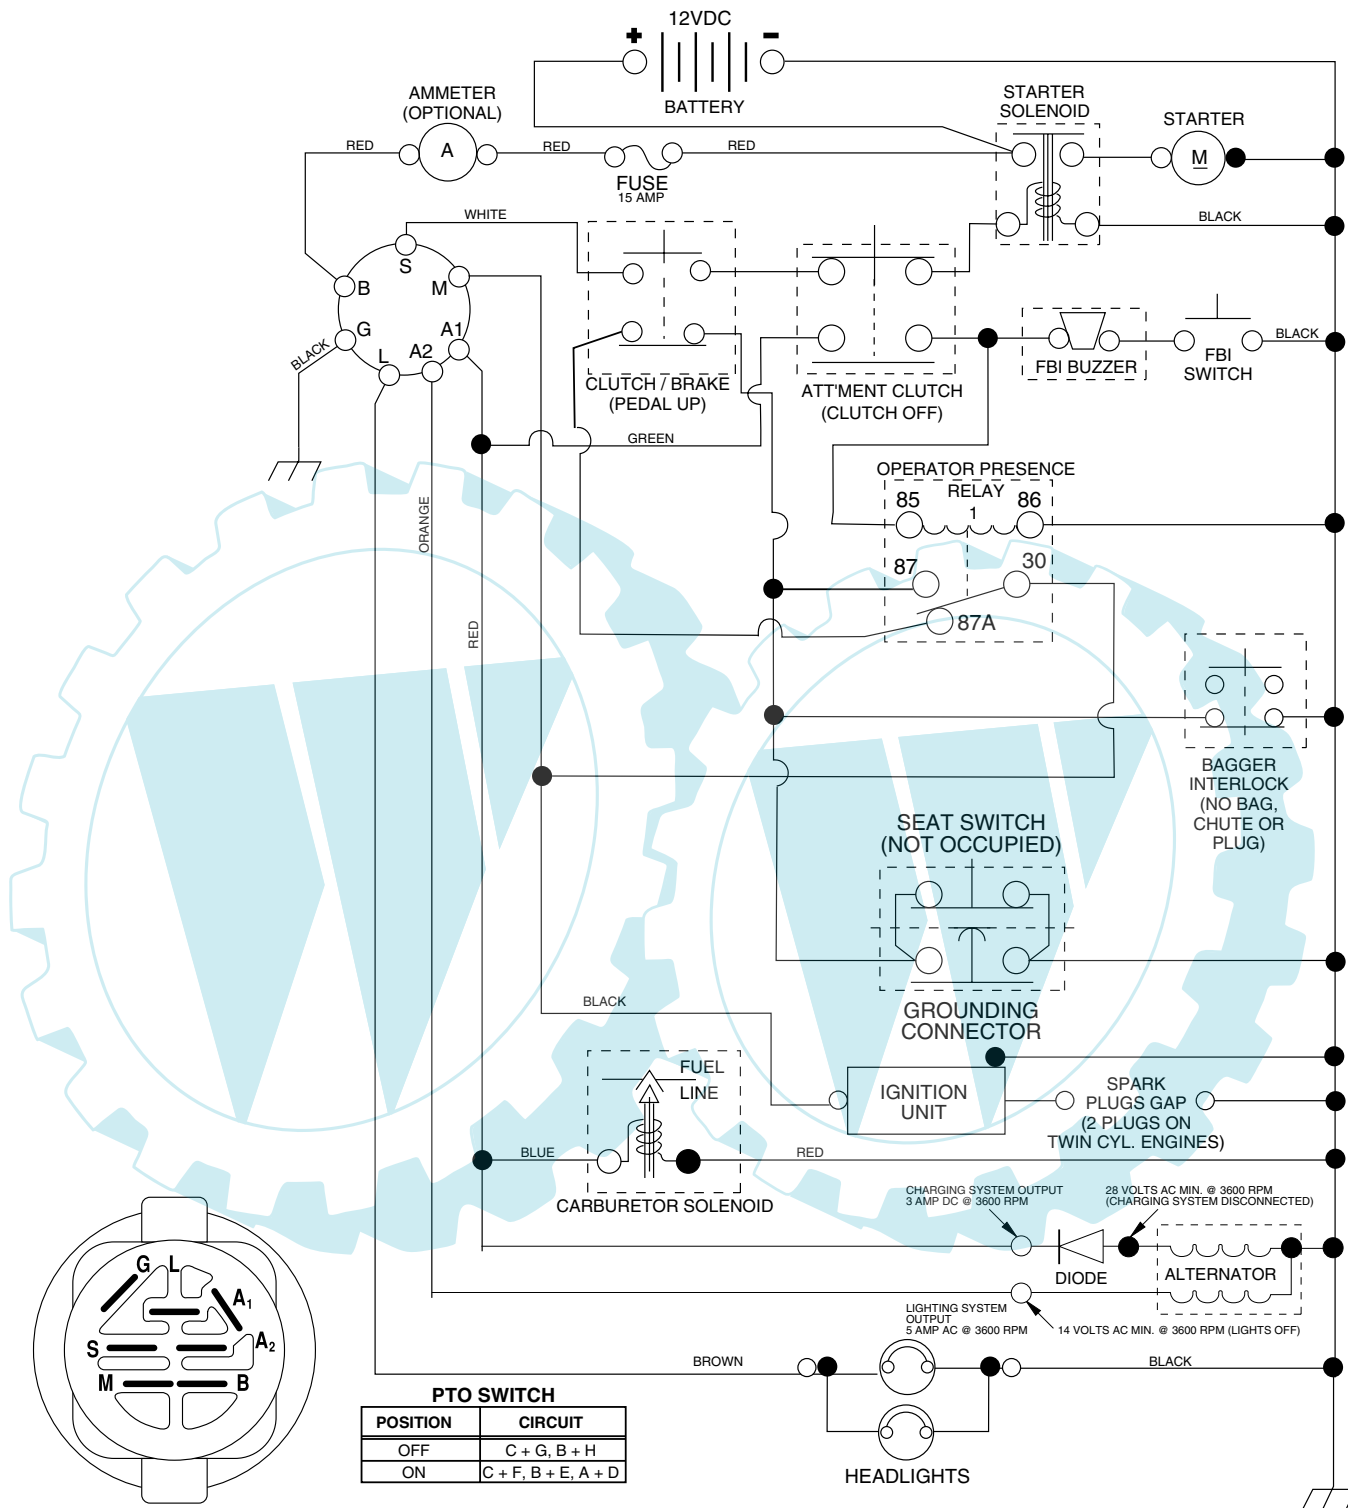 12VDC
+
-
BATTERY
AMMETER
(OPTIONAL)
A
RED
RED
RED
FUSE
15 AMP
STARTER
SOLENOID
STARTER
M
BLACK
WHITE
S
B
M
G
A1
L
A2
BLACK
CLUTCH / BRAKE
(PEDAL UP)
ATT'MENT CLUTCH
(CLUTCH OFF)
FBI BUZZER
FBI
SWITCH
BLACK
GREEN
ORANGE
RED
OPERATOR PRESENCE
RELAY
1
85
86
87
30
87A
BAGGER
INTERLOCK
(NO BAG,
CHUTE OR
PLUG)
SEAT SWITCH
(NOT OCCUPIED)
GROUNDING
CONNECTOR
BLACK
FUEL
LINE
IGNITION
UNIT
SPARK
PLUGS GAP
(2 PLUGS ON
TWIN CYL. ENGINES)
BLUE
RED
CARBURETOR SOLENOID
CHARGING SYSTEM OUTPUT
3 AMP DC @ 3600 RPM
28 VOLTS AC MIN. @ 3600 RPM
(CHARGING SYSTEM DISCONNECTED)
DIODE
ALTERNATOR
LIGHTING SYSTEM
OUTPUT
5 AMP AC @ 3600 RPM
14 VOLTS AC MIN. @ 3600 RPM (LIGHTS OFF)
BROWN
BLACK
HEADLIGHTS
G L
A1
A2
S
M
B
PTO SWITCH
POSITION CIRCUIT
OFF C + G, B + H
ON C + F, B + E, A + D